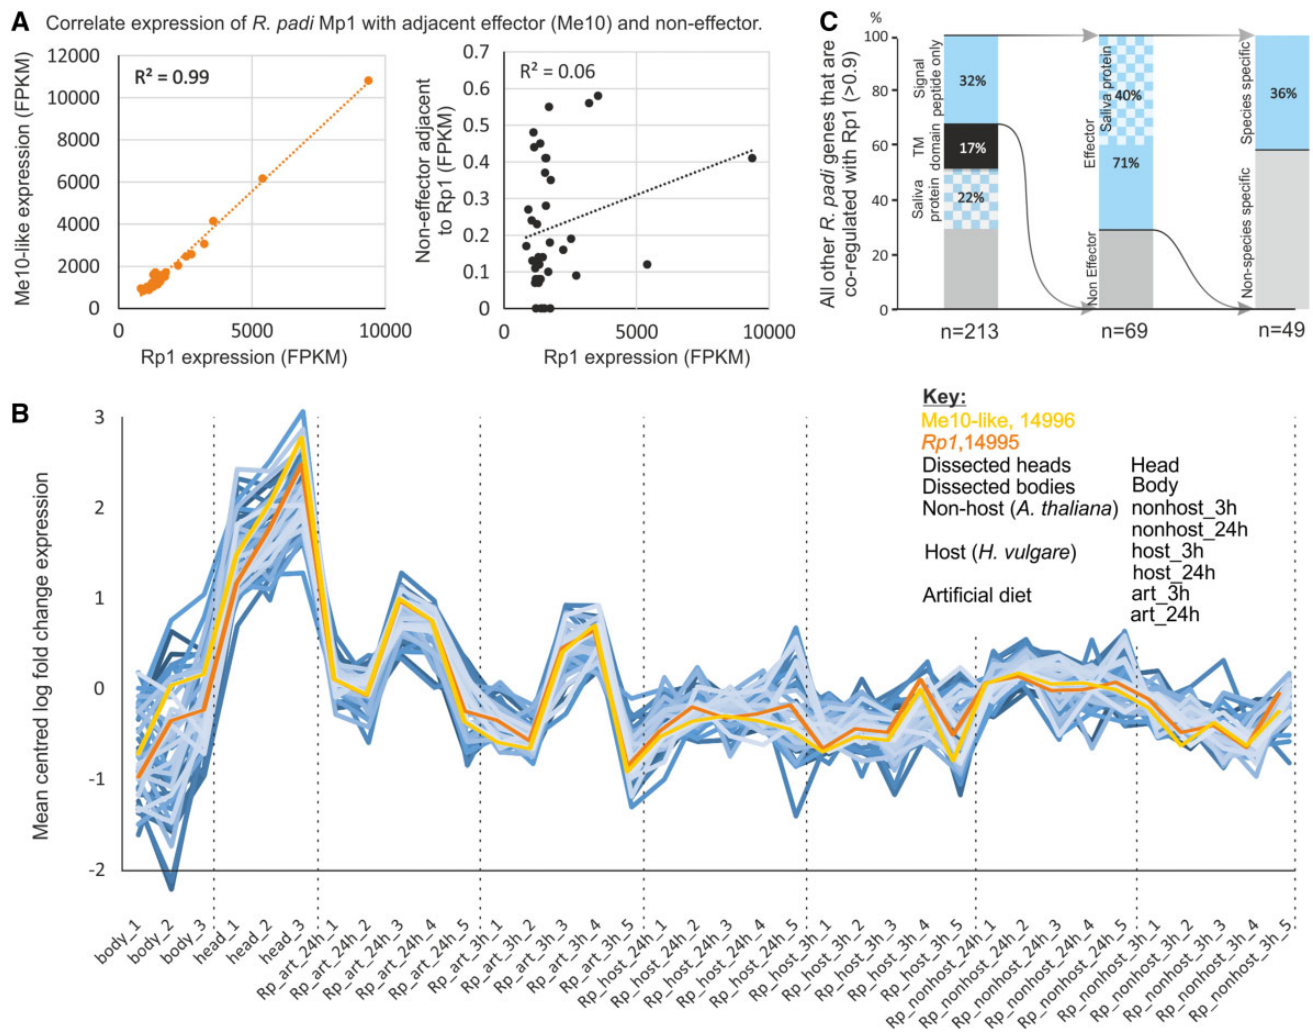 A Correlate expression of R. padi Mp1 with adjacent effector (Me10) and non-effector.
Me10-like expression (FPKM)
12000
10000
8000
6000
4000
2000
0
R² = 0.99
0 5000 10000
Rp1 expression (FPKM)
Non-effector adjacent
to Rp1 (FPKM)
0.7
0.6
0.5
0.4
0.3
0.2
0.1
0
R² = 0.06
0 5000 10000
Rp1 expression (FPKM)
C
All other R. padi genes that are
co-regulated with Rp1 (>0.9)
%
100
80
60
40
20
0
Signal
peptide only
TM
domain
Saliva
protein
32%
17%
22%
n=213
Effector
Saliva protein
Non Effector
40%
71%
n=69
Species specific
Non-species specific
36%
n=49
B
Mean centred log fold change expression
3
2
1
0
-1
-2
Key:
Me10-like, 14996
Rp1,14995
Dissected heads Head
Dissected bodies Body
Non-host (A. thaliana) nonhost_3h
nonhost_24h
Host (H. vulgare) host_3h
host_24h
Artificial diet art_3h
art_24h
body_1
body_2
body_3
head_1
head_2
head_3
Rp_art_24h_1
Rp_art_24h_2
Rp_art_24h_3
Rp_art_24h_4
Rp_art_24h_5
Rp_art_3h_1
Rp_art_3h_2
Rp_art_3h_3
Rp_art_3h_4
Rp_art_3h_5
Rp_host_24h_1
Rp_host_24h_2
Rp_host_24h_3
Rp_host_24h_4
Rp_host_24h_5
Rp_host_3h_1
Rp_host_3h_2
Rp_host_3h_3
Rp_host_3h_4
Rp_host_3h_5
Rp_nonhost_24h_1
Rp_nonhost_24h_2
Rp_nonhost_24h_3
Rp_nonhost_24h_4
Rp_nonhost_24h_5
Rp_nonhost_3h_1
Rp_nonhost_3h_2
Rp_nonhost_3h_3
Rp_nonhost_3h_4
Rp_nonhost_3h_5